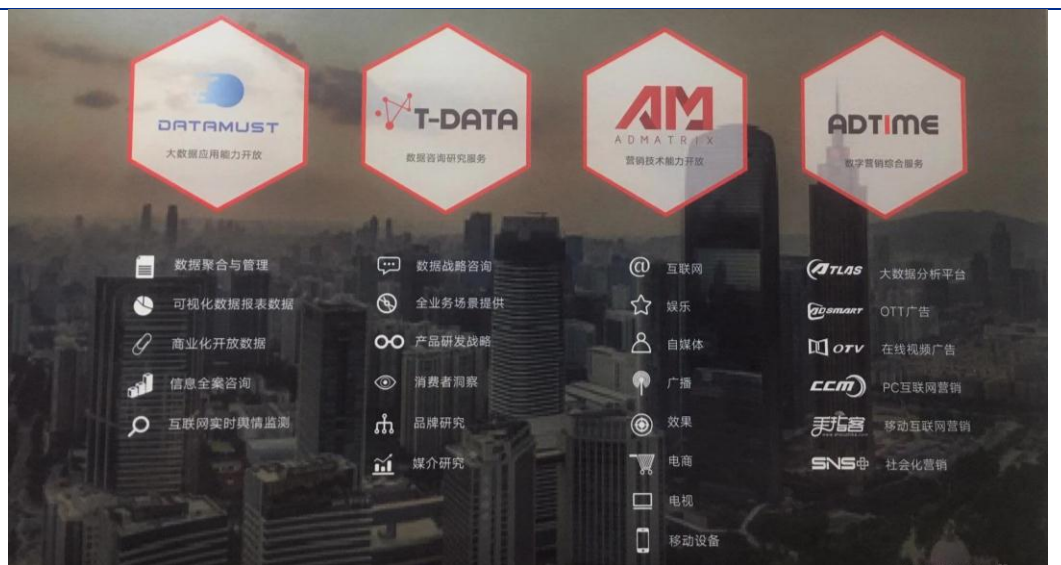 DATAMUST
大数据应用能力开放
数据聚合与管理
可视化数据报表数据
商业化开放数据
信息全案咨询
互联网实时舆情监测
T-DATA
数据咨询研究服务
数据战略咨询
全业务场景提供
产品研发战略
消费者洞察
品牌研究
媒介研究
AM
ADMATRIX
营销技术能力开放
@ 互联网
娱乐
自媒体
广播
效果
电商
电视
移动设备
ADTIME
数字营销综合服务
ATLAS 大数据分析平台
ADSMART OTT广告
OTV 在线视频广告
CCM PC互联网营销
手拓客 移动互联网营销
SNS 社会化营销